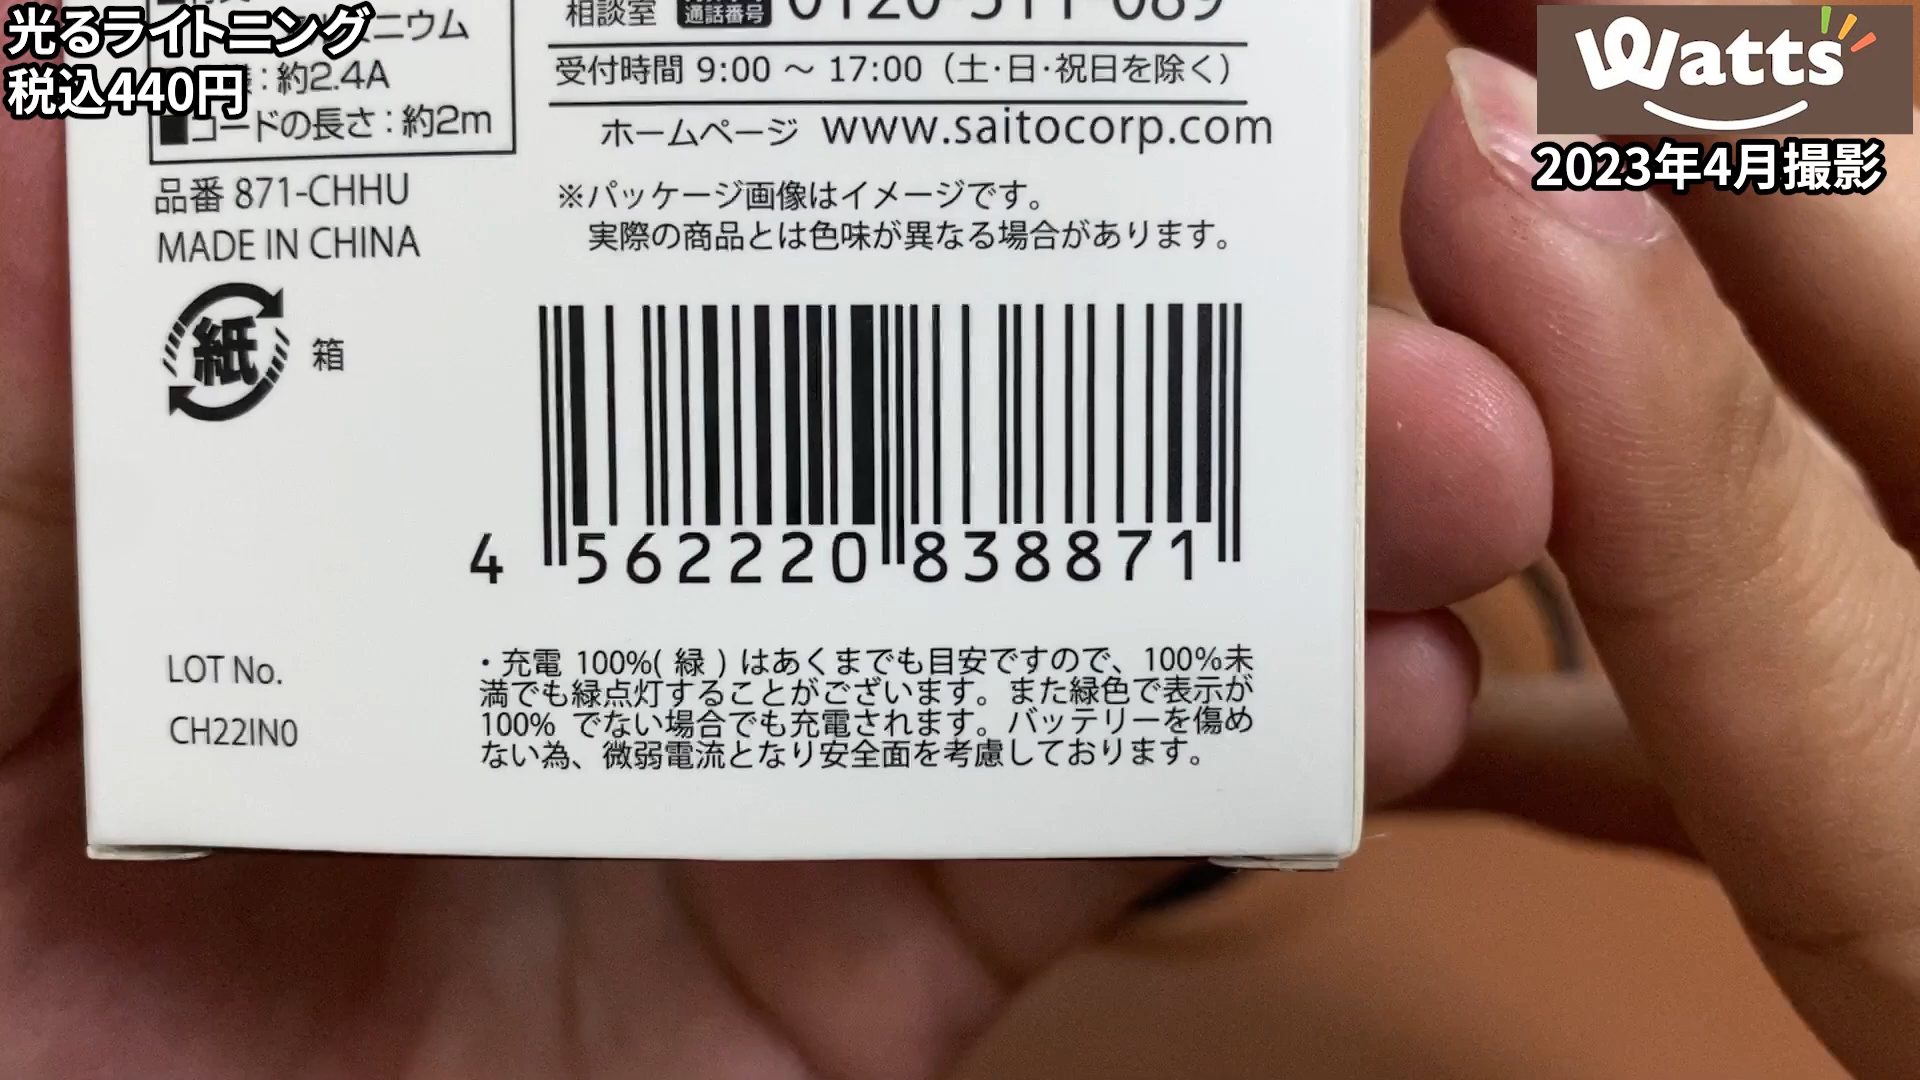 光るライトニング
税込440円
Watts
2023年4月撮影
ニウム
：約2.4A
■コードの長さ：約2m
品番 871-CHHU
MADE IN CHINA
紙
箱
相談室
通話番号
受付時間 9:00 ～ 17:00（土・日・祝日を除く）
ホームページ www.saitocorp.com
※パッケージ画像はイメージです。
実際の商品とは色味が異なる場合があります。
4 562220 838871
LOT No.
CH22IN0
・充電 100%( 緑 ) はあくまでも目安ですので、100%未
満でも緑点灯することがございます。また緑色で表示が
100% でない場合でも充電されます。バッテリーを傷め
ない為、微弱電流となり安全面を考慮しております。